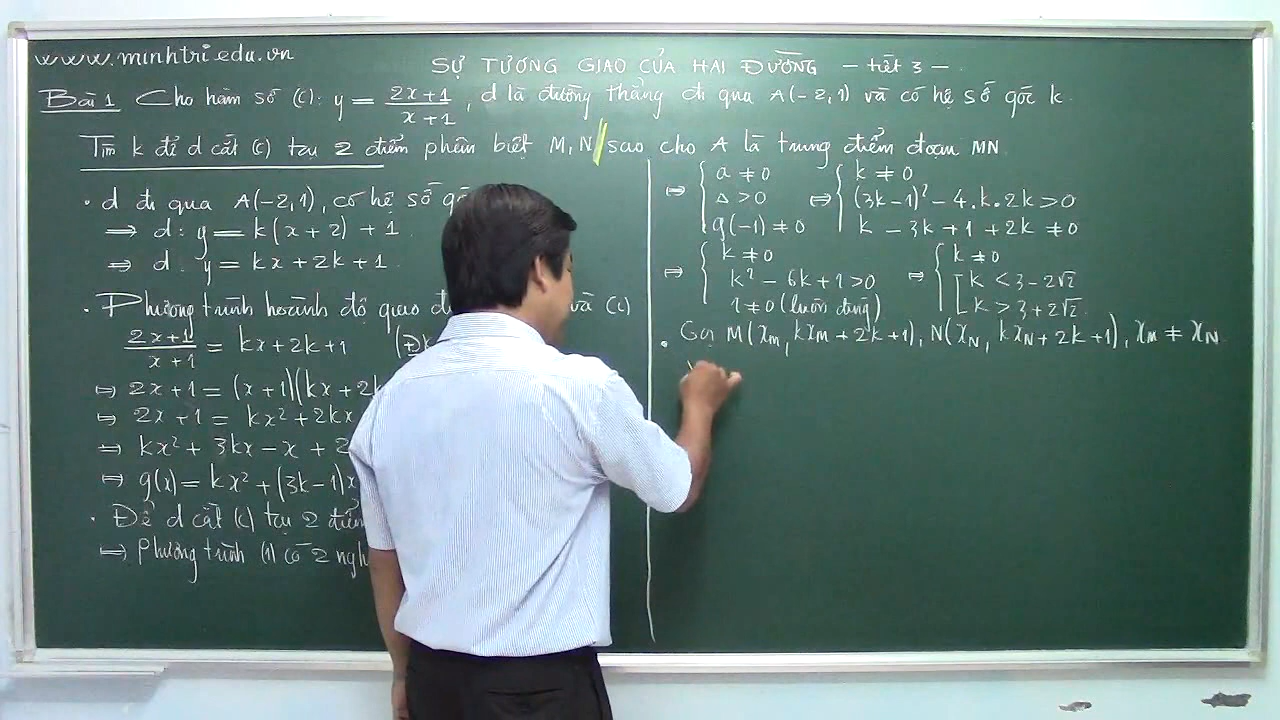 www.minhtri.edu.vn
SỰ TƯƠNG GIAO CỦA HAI ĐƯỜNG – tiết 3 –
Bài 1 Cho hàm số (C): y = (2x+1)/(x+1), d là đường thẳng đi qua A(-2,1) và có hệ số góc k.
Tìm k để d cắt (C) tại 2 điểm phân biệt M, N sao cho A là trung điểm đoạn MN.
. d đi qua A(-2,1), có hệ số gó
⇒ d: y = k(x+2)+1.
⇒ d: y = kx+2k+1.
. Phương trình hoành độ giao và (C)
(2x+1)/(x+1) = kx+2k+1 (Đk
⇔ 2x+1 = (x+1)(kx+2k
⇔ 2x+1 = kx²+2kx
⇔ kx²+3kx-x+2
⇔ g(x) = kx²+(3k-1)x
. Để d cắt (C) tại 2 điểm
⇔ Phương trình (1) có 2
⇔ { a ≠ 0 ⇔ { k ≠ 0
Δ > 0 (3k-1)² - 4.k.2k > 0
g(-1) ≠ 0 k - 3k + 1 + 2k ≠ 0
⇔ { k ≠ 0 ⇔ { k ≠ 0
k² - 6k + 1 > 0 [ k < 3 - 2√2
1 ≠ 0 (luôn đúng) k > 3 + 2√2
. Gọi M(xM, kxM+2k+1), N(xN, kxN+2k+1), xM ≠ xN